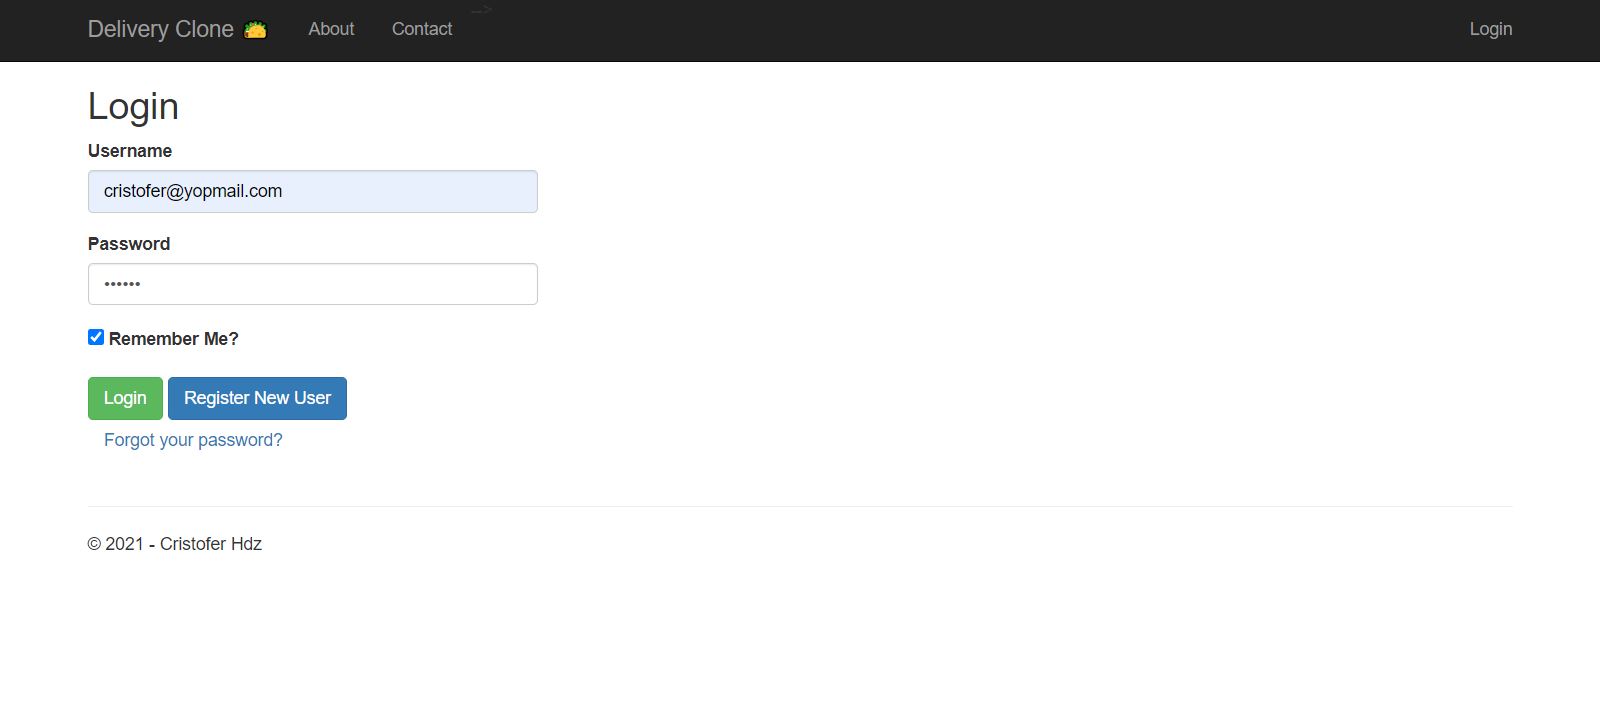 Delivery Clone 🌮 About Contact --> Login
Login
Username
cristofer@yopmail.com
Password
••••••
Remember Me?
Login Register New User
Forgot your password?
© 2021 - Cristofer Hdz